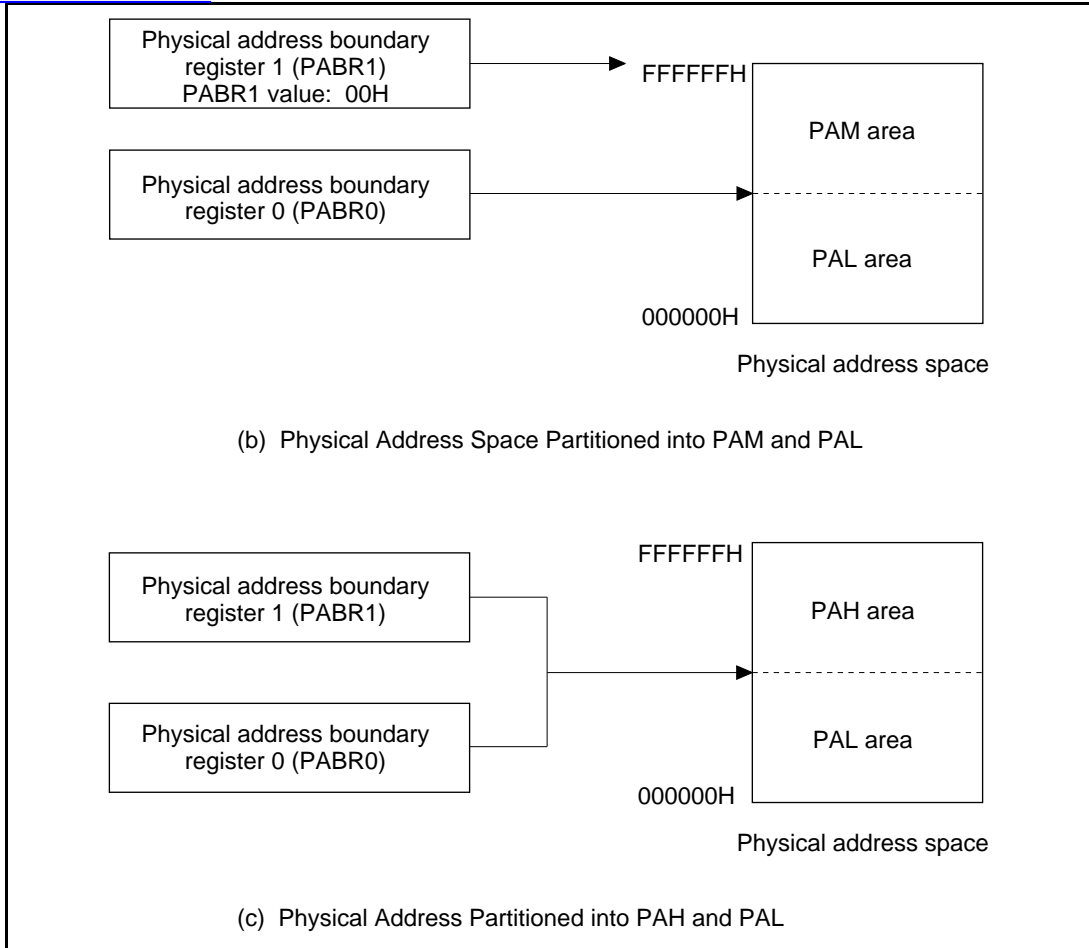 Physical address boundary
register 1 (PABR1)
PABR1 value:  00H
FFFFFFH
PAM area
Physical address boundary
register 0 (PABR0)
PAL area
000000H
Physical address space
(b)  Physical Address Space Partitioned into PAM and PAL
FFFFFFH
Physical address boundary
register 1 (PABR1)
PAH area
Physical address boundary
register 0 (PABR0)
PAL area
000000H
Physical address space
(c)  Physical Address Partitioned into PAH and PAL